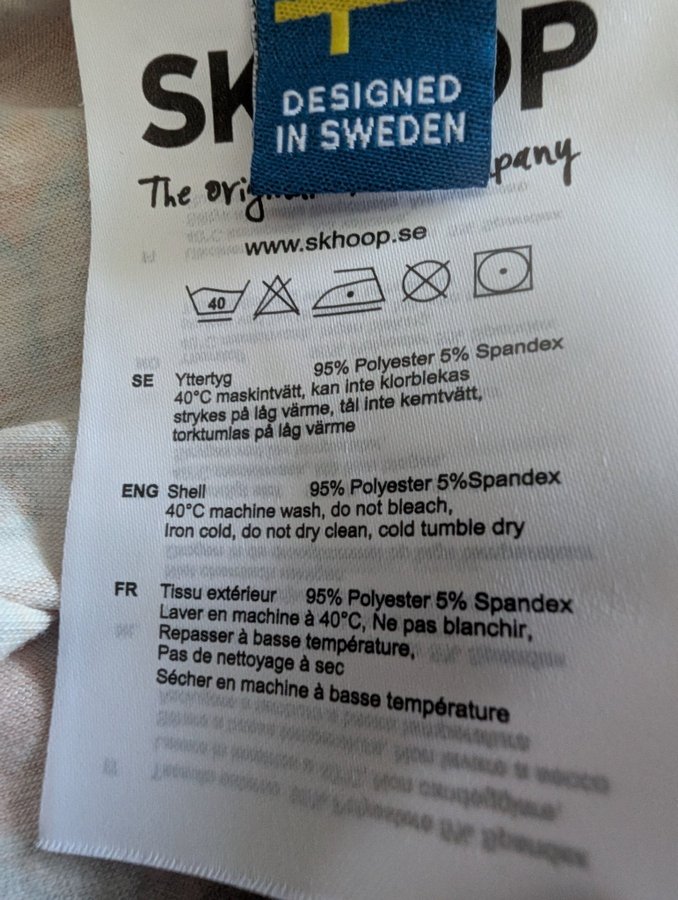 SK OP
DESIGNED
IN SWEDEN
The pany
www.skhoop.se
40
SE Yttertyg 95% Polyester 5% Spandex
40°C maskintvätt, kan inte klorblekas
strykes på låg värme, tål inte kemtvätt,
torktumlas på låg värme
ENG Shell 95% Polyester 5%Spandex
40°C machine wash, do not bleach,
Iron cold, do not dry clean, cold tumble dry
FR Tissu extérieur 95% Polyester 5% Spandex
Laver en machine à 40°C, Ne pas blanchir,
Repasser à basse température,
Pas de nettoyage à sec
Sécher en machine à basse température